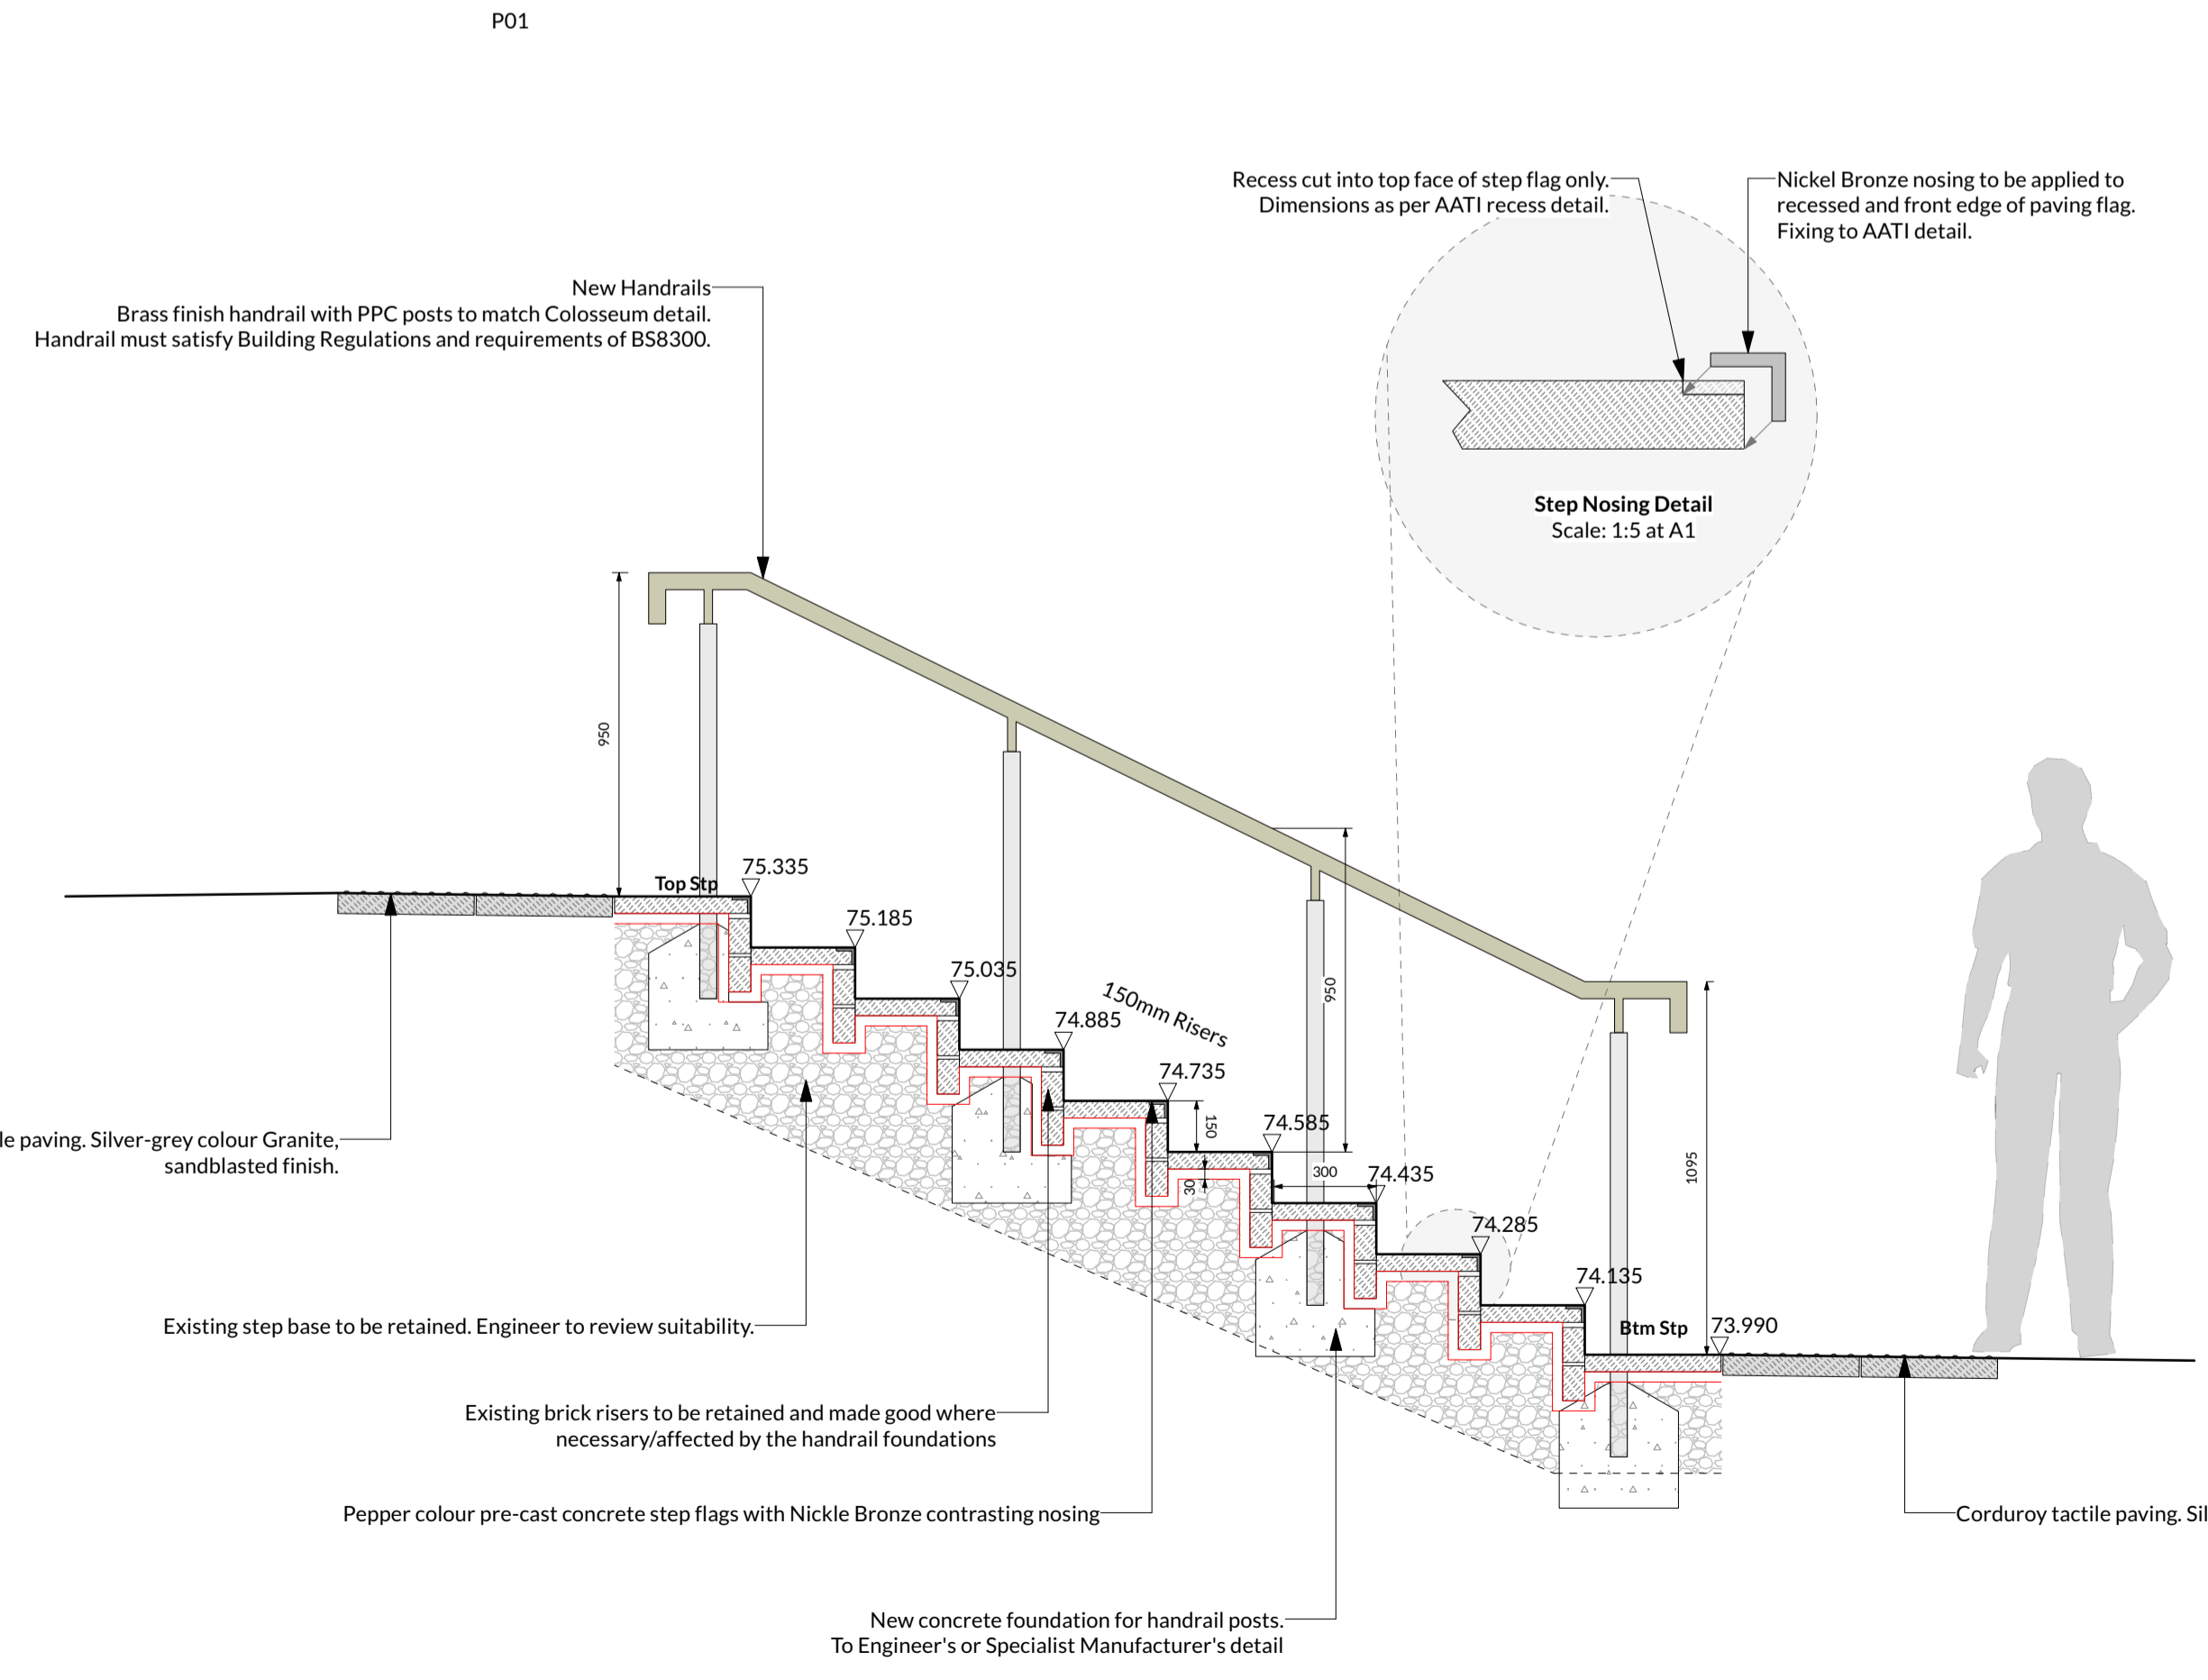 P01
Recess cut into top face of step flag only.
Dimensions as per AATI recess detail.
Nickel Bronze nosing to be applied to
recessed and front edge of paving flag.
Fixing to AATI detail.
New Handrails
Brass finish handrail with PPC posts to match Colosseum detail.
Handrail must satisfy Building Regulations and requirements of BS8300.
Step Nosing Detail
Scale: 1:5 at A1
950
75.335
Top Stp
75.185
75.035
950
150mm Risers
74.885
74.735
150
74.585
300
74.435
30
1095
74.285
74.135
Btm Stp
73.990
le paving. Silver-grey colour Granite,
sandblasted finish.
Existing step base to be retained. Engineer to review suitability.
Existing brick risers to be retained and made good where
necessary/affected by the handrail foundations
Pepper colour pre-cast concrete step flags with Nickle Bronze contrasting nosing
Corduroy tactile paving. Sil
New concrete foundation for handrail posts.
To Engineer's or Specialist Manufacturer's detail